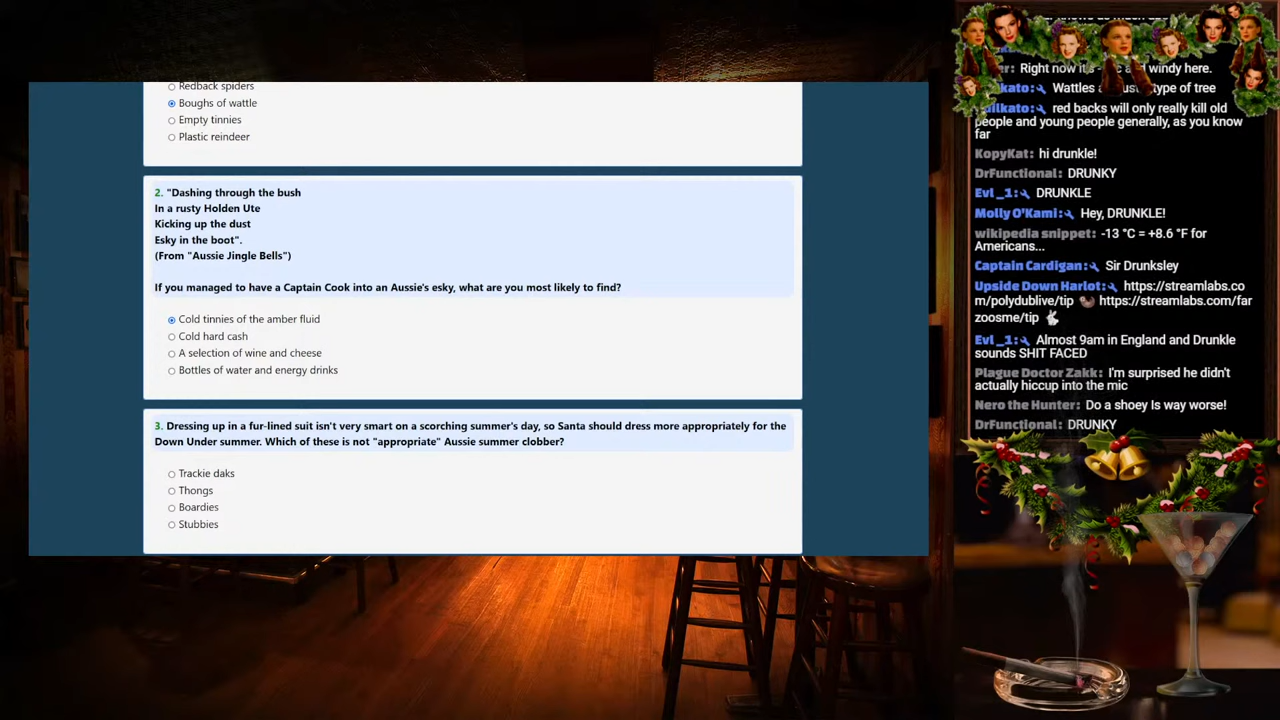 Redback spiders
Boughs of wattle
Empty tinnies
Plastic reindeer
2. "Dashing through the bush
In a rusty Holden Ute
Kicking up the dust
Esky in the boot".
(From "Aussie Jingle Bells")
If you managed to have a Captain Cook into an Aussie's esky, what are you most likely to find?
Cold tinnies of the amber fluid
Cold hard cash
A selection of wine and cheese
Bottles of water and energy drinks
3. Dressing up in a fur-lined suit isn't very smart on a scorching summer's day, so Santa should dress more appropriately for the
Down Under summer. Which of these is not "appropriate" Aussie summer clobber?
Trackie daks
Thongs
Boardies
Stubbies
Right now it's windy here.
Wattles type of tree
red backs will only really kill old
people and young people generally, as you know
far
KopyKat: hi drunkle!
DrFunctional: DRUNKY
Evl_1: DRUNKLE
Molly O'Kami: Hey, DRUNKLE!
wikipedia snippet: -13 °C = +8.6 °F for
Americans...
Captain Cardigan: Sir Drunksley
Upside Down Harlot: https://streamlabs.co
m/polydublive/tip https://streamlabs.com/far
zoosme/tip
Evl_1: Almost 9am in England and Drunkle
sounds SHIT FACED
Plague Doctor Zakk: I'm surprised he didn't
actually hiccup into the mic
Nero the Hunter: Do a shoey Is way worse!
DrFunctional: DRUNKY